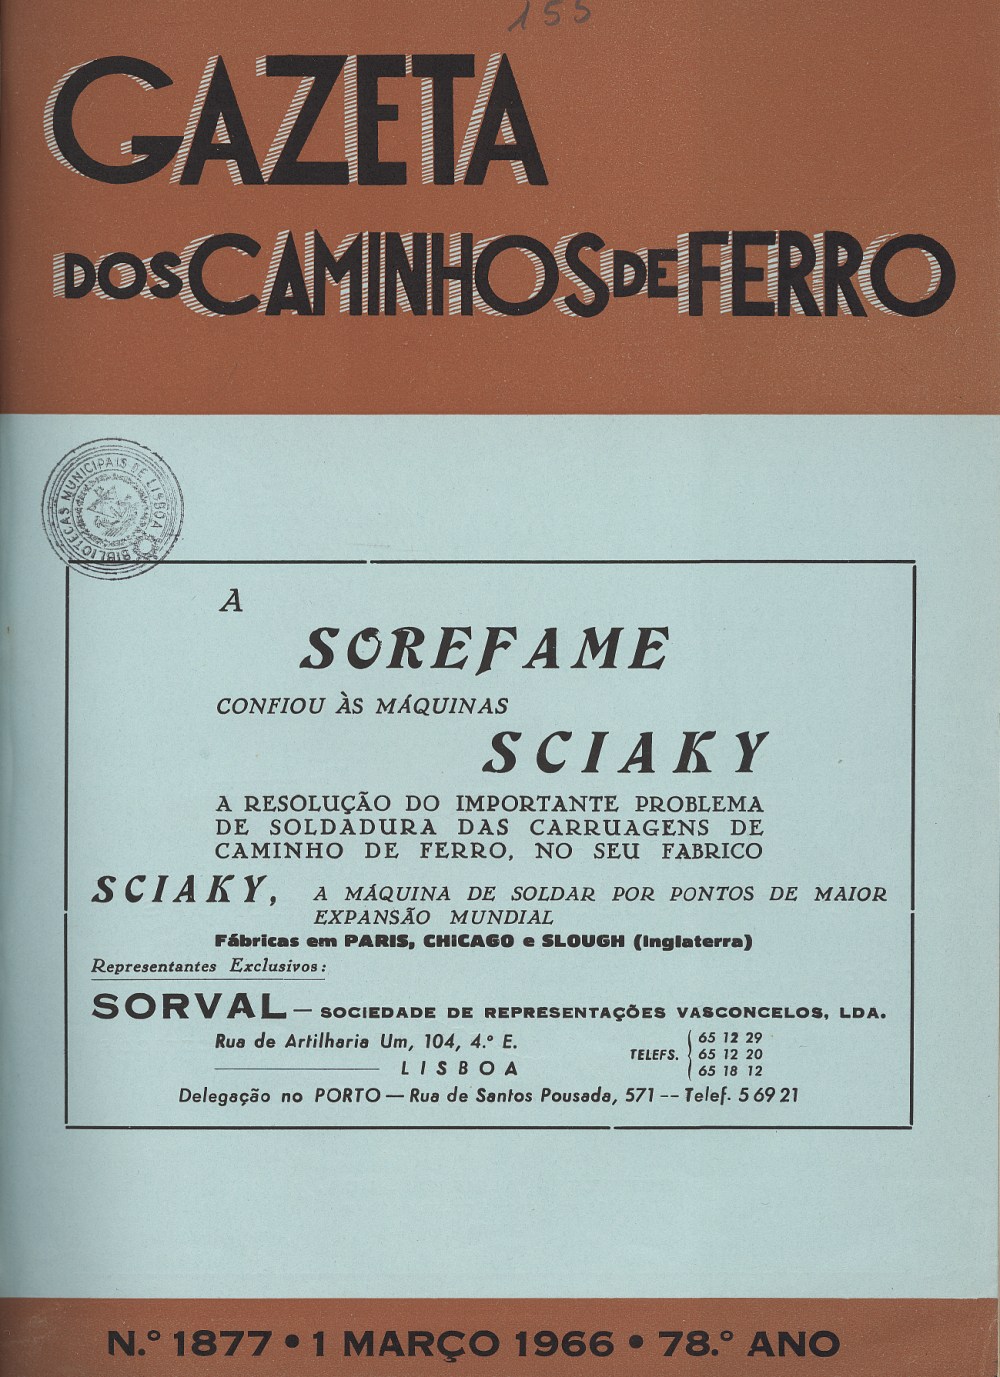 155
GAZETA
DOS CAMINHOS DE FERRO
BIBLIOTECAS MUNICIPAIS DE LISBOA
A
SOREFAME
CONFIOU ÀS MÁQUINAS
SCIAKY
A RESOLUÇÃO DO IMPORTANTE PROBLEMA
DE SOLDADURA DAS CARRUAGENS DE
CAMINHO DE FERRO, NO SEU FABRICO
SCIAKY, A MÁQUINA DE SOLDAR POR PONTOS DE MAIOR
EXPANSÃO MUNDIAL
Fábricas em PARIS, CHICAGO e SLOUGH (Inglaterra)
Representantes Exclusivos:
SORVAL — SOCIEDADE DE REPRESENTAÇÕES VASCONCELOS, LDA.
Rua de Artilharia Um, 104, 4.º E.
LISBOA
TELEFS.
65 12 29
65 12 20
65 18 12
Delegação no PORTO — Rua de Santos Pousada, 571 -- Telef. 5 69 21
N.º 1877 • 1 MARÇO 1966 • 78.º ANO